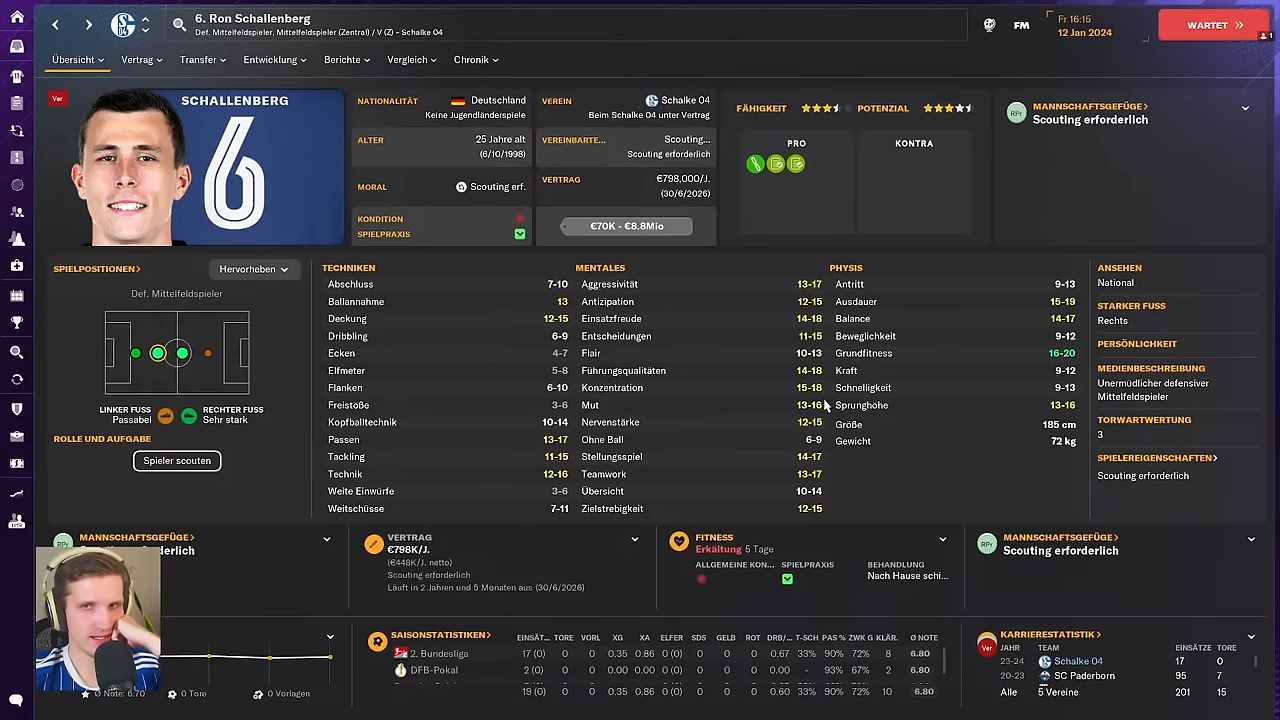 6. Ron Schallenberg
Def. Mittelfeldspieler, Mittelfeldspieler (Zentral) / V (Z) – Schalke 04
FM
Fr 16:15
12 Jan 2024
WARTET
1
Übersicht
Vertrag
Transfer
Entwicklung
Berichte
Vergleich
Chronik
Ver
SCHALLENBERG
6
NATIONALITÄT
Deutschland
Keine Jugendländerspiele
ALTER
25 Jahre alt
(6/10/1998)
MORAL
Scouting erf.
KONDITION
SPIELPRAXIS
VEREIN
Schalke 04
Beim Schalke 04 unter Vertrag
VEREINBARTE...
Scouting...
Scouting erforderlich
VERTRAG
€798,000/J.
(30/6/2026)
€70K - €8.8Mio
FÄHIGKEIT
POTENZIAL
PRO
KONTRA
RPr
MANNSCHAFTSGEFÜGE
Scouting erforderlich
SPIELPOSITIONEN
Hervorheben
Def. Mittelfeldspieler
LINKER FUSS
Passabel
RECHTER FUSS
Sehr stark
ROLLE UND AUFGABE
Spieler scouten
TECHNIKEN
Abschluss 7-10
Ballannahme 13
Deckung 12-15
Dribbling 6-9
Ecken 4-7
Elfmeter 5-8
Flanken 6-10
Freistöße 3-6
Kopfballtechnik 10-14
Passen 13-17
Tackling 11-15
Technik 12-16
Weite Einwürfe 3-6
Weitschüsse 7-11
MENTALES
Aggressivität 13-17
Antizipation 12-15
Einsatzfreude 14-18
Entscheidungen 11-15
Flair 10-13
Führungsqualitäten 14-18
Konzentration 15-18
Mut 13-16
Nervenstärke 12-15
Ohne Ball 6-9
Stellungsspiel 14-17
Teamwork 13-17
Übersicht 10-14
Zielstrebigkeit 12-15
PHYSIS
Antritt 9-13
Ausdauer 15-19
Balance 14-17
Beweglichkeit 9-12
Grundfitness 16-20
Kraft 9-12
Schnelligkeit 9-13
Sprunghöhe 13-16
Größe 185 cm
Gewicht 72 kg
ANSEHEN
National
STARKER FUSS
Rechts
PERSÖNLICHKEIT
MEDIENBESCHREIBUNG
Unermüdlicher defensiver
Mittelfeldspieler
TORWARTWERTUNG
3
SPIELEREIGENSCHAFTEN
Scouting erforderlich
RPr
MANNSCHAFTSGEFÜGE
VERTRAG
€798K/J.
(€448K/J. netto)
Scouting erforderlich
Läuft in 2 Jahren und 5 Monaten aus (30/6/2026)
FITNESS
Erkältung 5 Tage
ALLGEMEINE KON...
SPIELPRAXIS
BEHANDLUNG
Nach Hause schi...
RPr
MANNSCHAFTSGEFÜGE
Scouting erforderlich
Ø Note: 6.70
0 Tore
0 Vorlagen
SAISONSTATISTIKEN
EINSÄT... TORE VORL XG XA ELFER SDS GELB ROT DRB/... T-SCH PAS % ZWK G KLÄR. Ø NOTE
2. Bundesliga 17 (0) 0 0 0.35 0.86 0 (0) 0 0 0 0.67 33% 90% 72% 8 6.80
DFB-Pokal 2 (0) 0 0 0.00 0.00 0 (0) 0 0 0 0.00 - 93% 67% 2 6.80
19 (0) 0 0 0.35 0.86 0 (0) 0 0 0 0.60 33% 90% 72% 10 6.80
KARRIERESTATISTIK
Ver
JAHR TEAM EINSÄTZE TORE
23-24 Schalke 04 17 0
20-23 SC Paderborn 95 7
Alle 5 Vereine 201 15